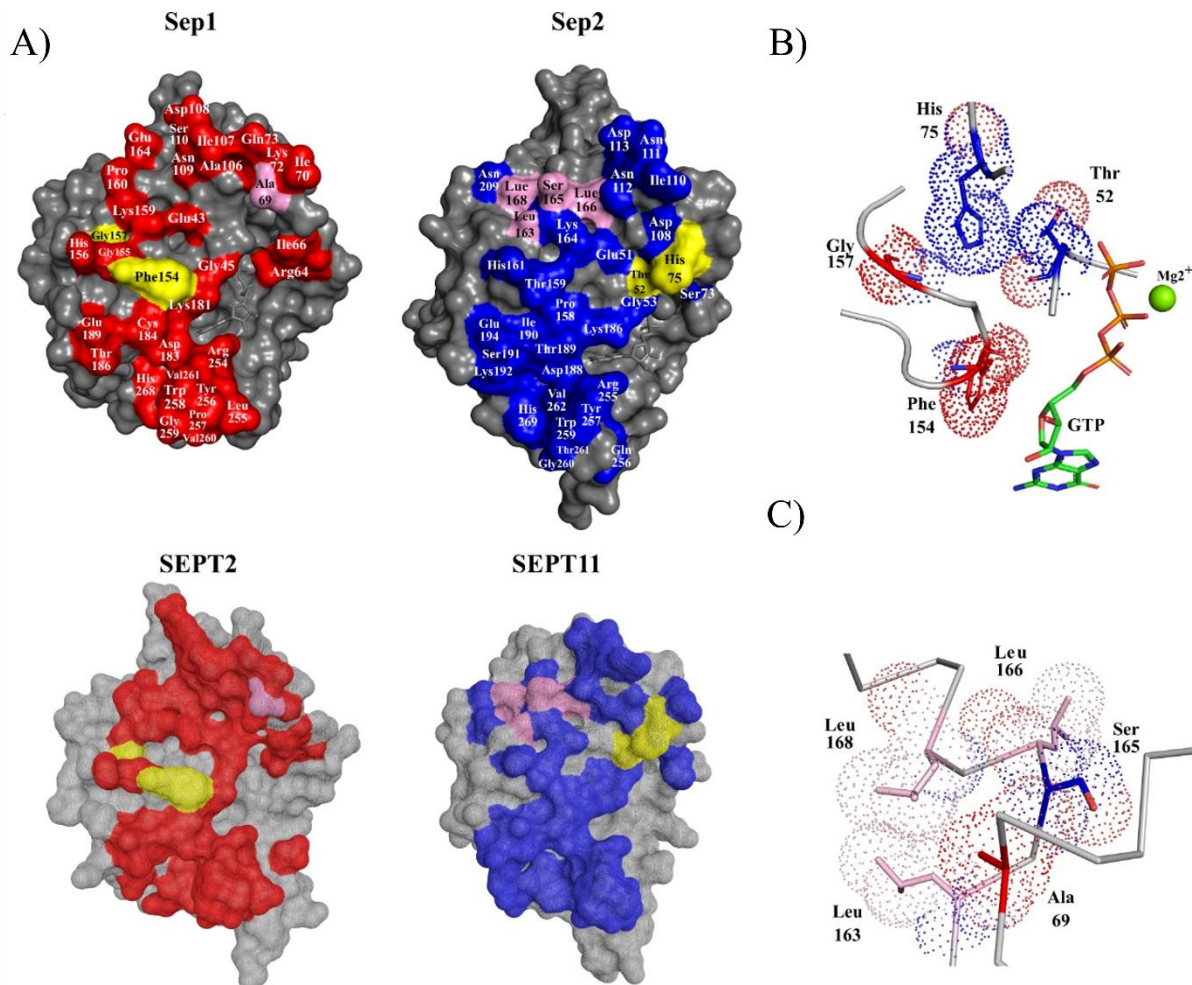 A)
Sep1
Asp108
Ser
110
Ile107
Gln73
Lys
72
Ile
70
Glu
164
Asn
109
Ala106
Ala
69
Pro
160
Lys159
Glu43
Gly157
His
156
Gly155
Phe154
Gly45
Ile66
Arg64
Lys181
Glu
189
Cys
184
Thr
186
Asp
183
Arg
254
Val261
His
268
Trp
258
Tyr
256
Leu
255
Gly
259
Pro
257
Val260
Sep2
Asp
113
Asn
111
Asn
209
Lue
168
Ser
165
Lue
166
Asn
112
Ile110
Leu
163
Lys
164
Asp
108
Glu51
His
75
His161
Thr159
Thr
52
Gly53
Ser73
Pro
158
Glu
194
Ile
190
Lys186
Ser191
Thr189
Lys192
Asp188
Arg
255
Val
262
His
269
Tyr
257
Trp
259
Thr261
Gly260
Gln
256
B)
His
75
Thr
52
Gly
157
Mg2+
Phe
154
GTP
SEPT2
SEPT11
C)
Leu
166
Leu
168
Ser
165
Leu
163
Ala
69